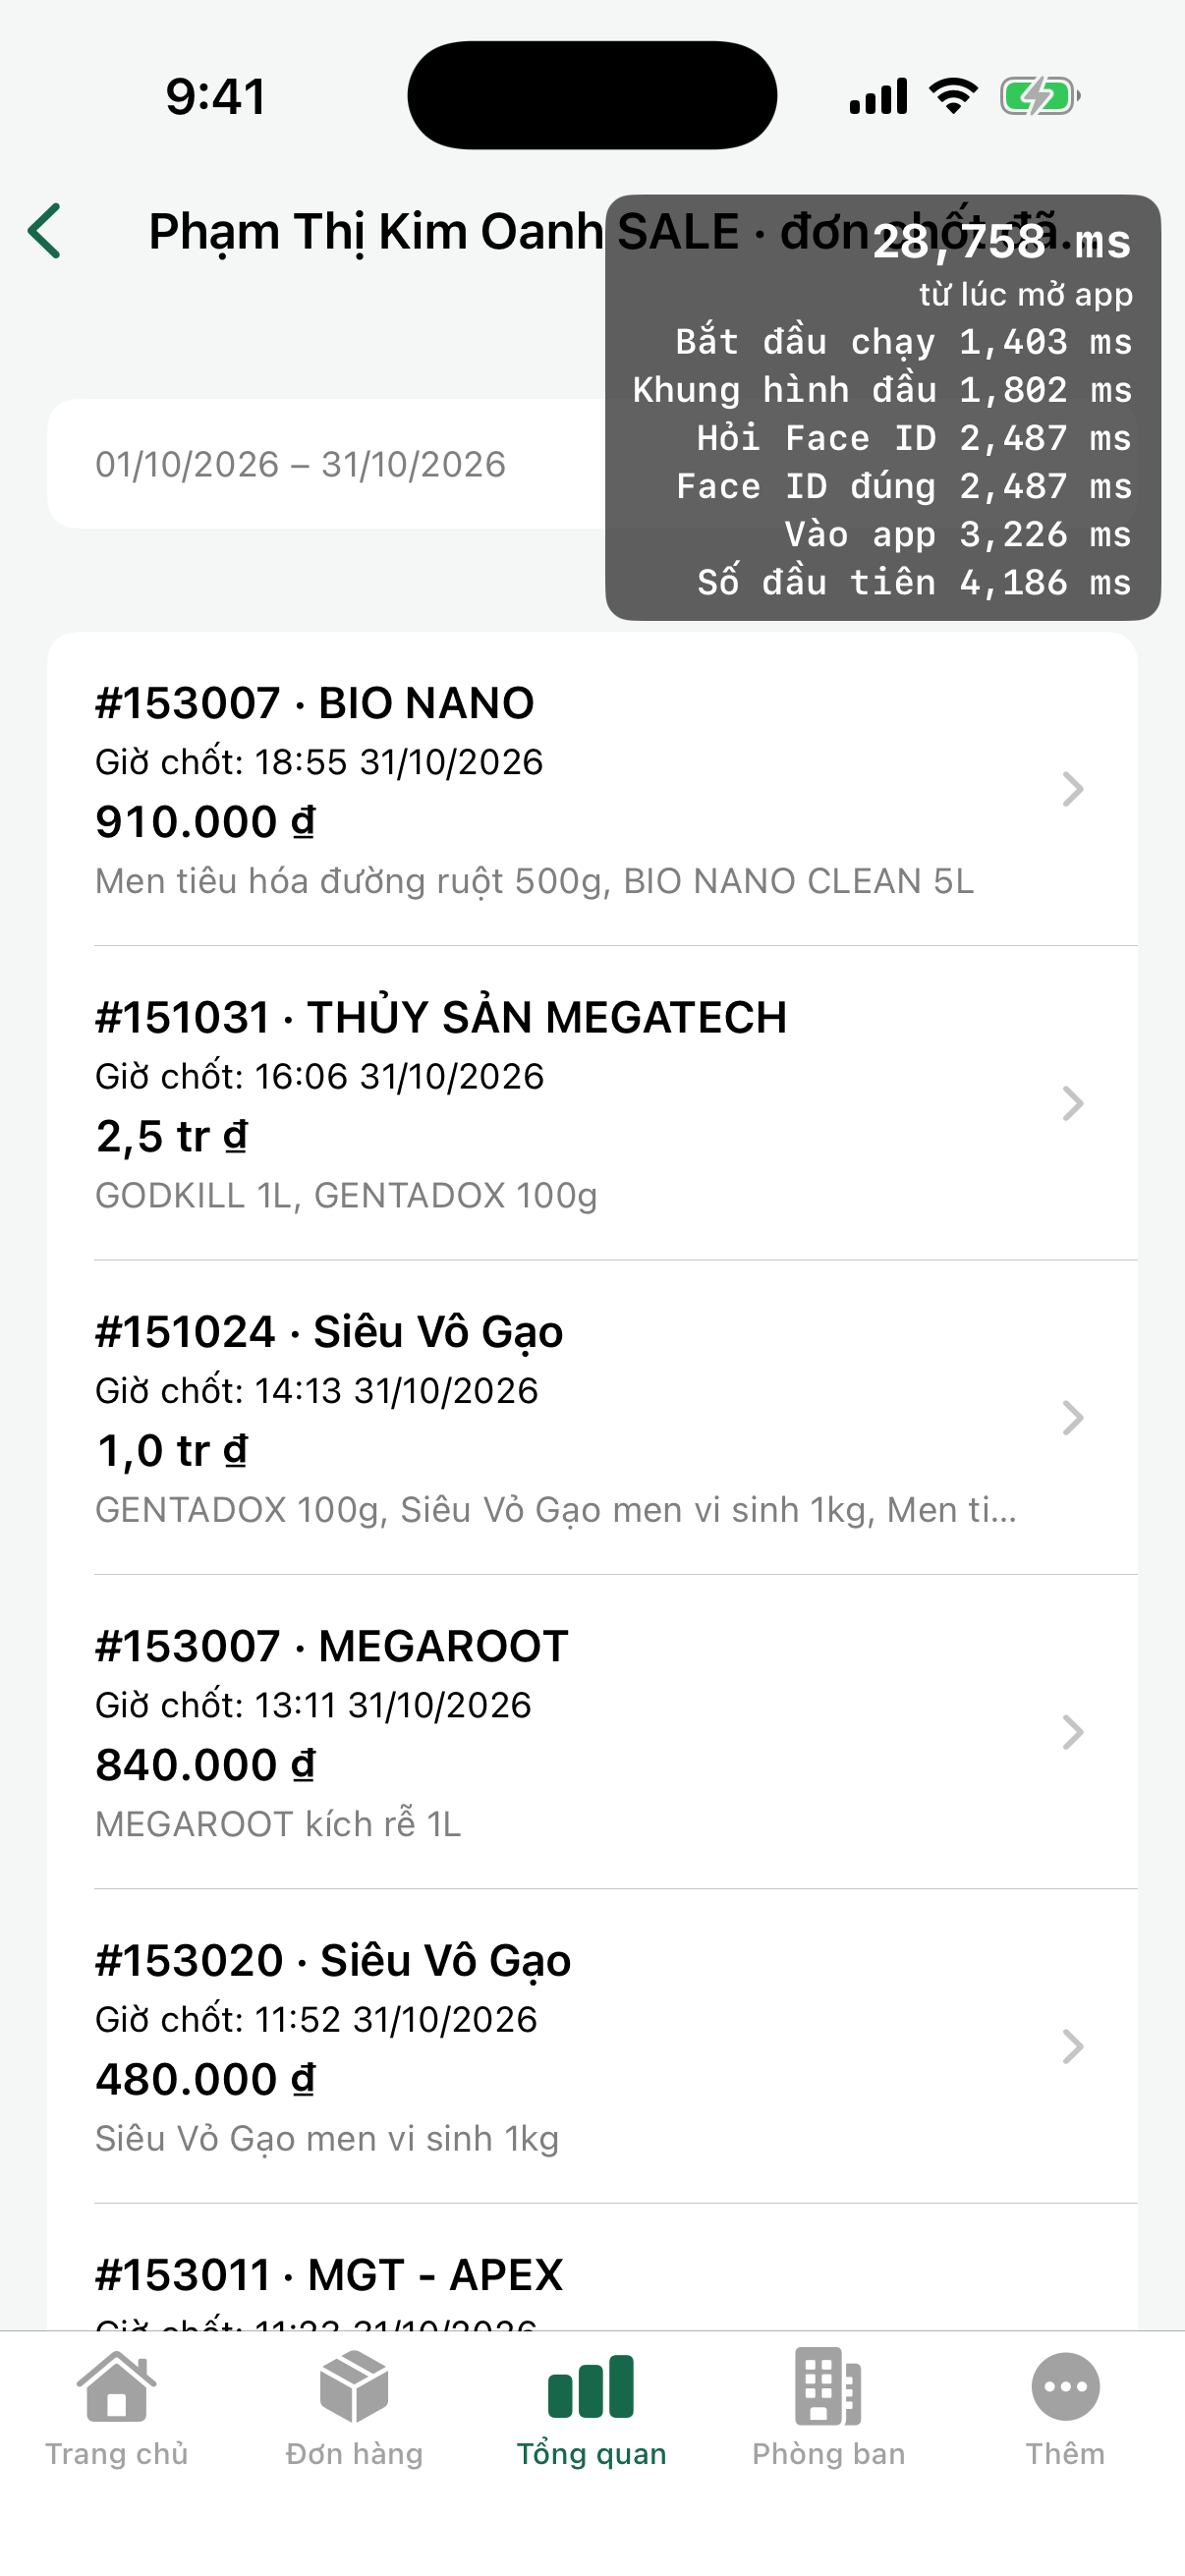 9:41
Phạm Thị Kim Oanh SALE · đơn chốt đã...
28,758 ms
từ lúc mở app
Bắt đầu chạy 1,403 ms
Khung hình đầu 1,802 ms
Hỏi Face ID 2,487 ms
Face ID đúng 2,487 ms
Vào app 3,226 ms
Số đầu tiên 4,186 ms
01/10/2026 – 31/10/2026
#153007 · BIO NANO
Giờ chốt: 18:55 31/10/2026
910.000 ₫
Men tiêu hóa đường ruột 500g, BIO NANO CLEAN 5L
#151031 · THỦY SẢN MEGATECH
Giờ chốt: 16:06 31/10/2026
2,5 tr ₫
GODKILL 1L, GENTADOX 100g
#151024 · Siêu Vô Gạo
Giờ chốt: 14:13 31/10/2026
1,0 tr ₫
GENTADOX 100g, Siêu Vỏ Gạo men vi sinh 1kg, Men ti...
#153007 · MEGAROOT
Giờ chốt: 13:11 31/10/2026
840.000 ₫
MEGAROOT kích rễ 1L
#153020 · Siêu Vô Gạo
Giờ chốt: 11:52 31/10/2026
480.000 ₫
Siêu Vỏ Gạo men vi sinh 1kg
#153011 · MGT - APEX
Giờ chốt: 11:23 31/10/2026
Trang chủ
Đơn hàng
Tổng quan
Phòng ban
Thêm